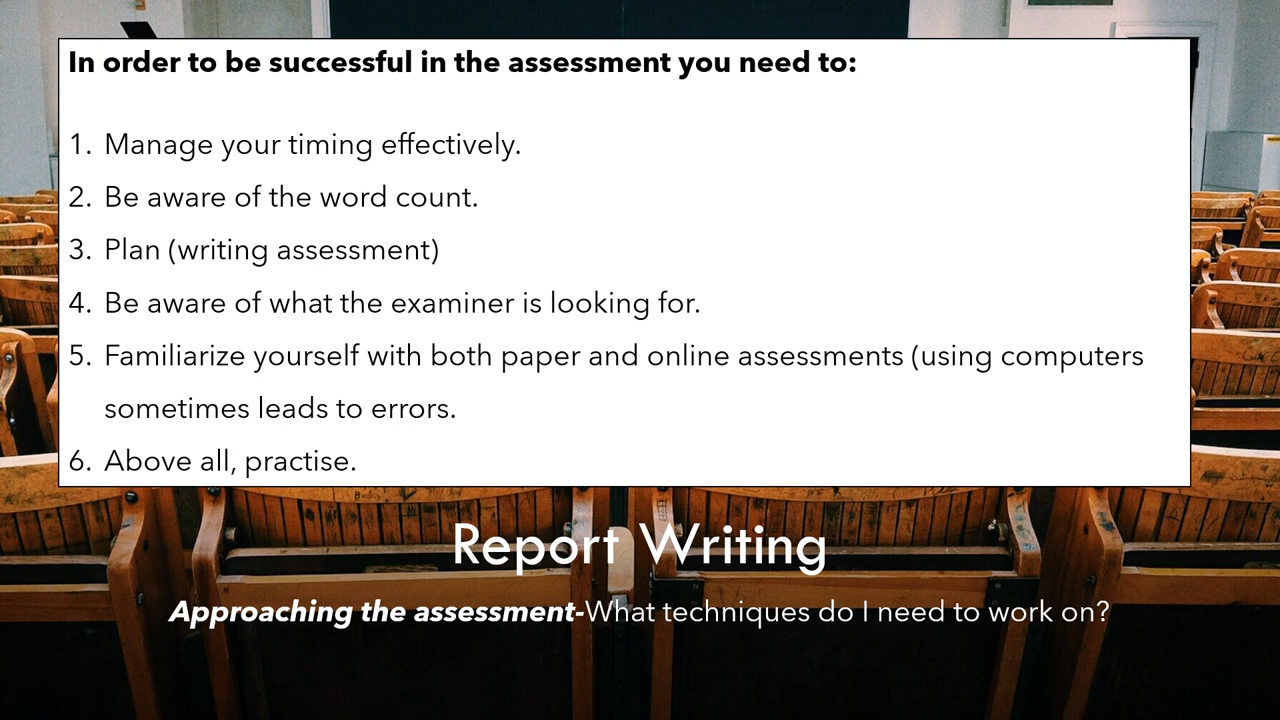 In order to be successful in the assessment you need to:
1. Manage your timing effectively.
2. Be aware of the word count.
3. Plan (writing assessment)
4. Be aware of what the examiner is looking for.
5. Familiarize yourself with both paper and online assessments (using computers
sometimes leads to errors.
6. Above all, practise.
Report Writing
Approaching the assessment-What techniques do I need to work on?